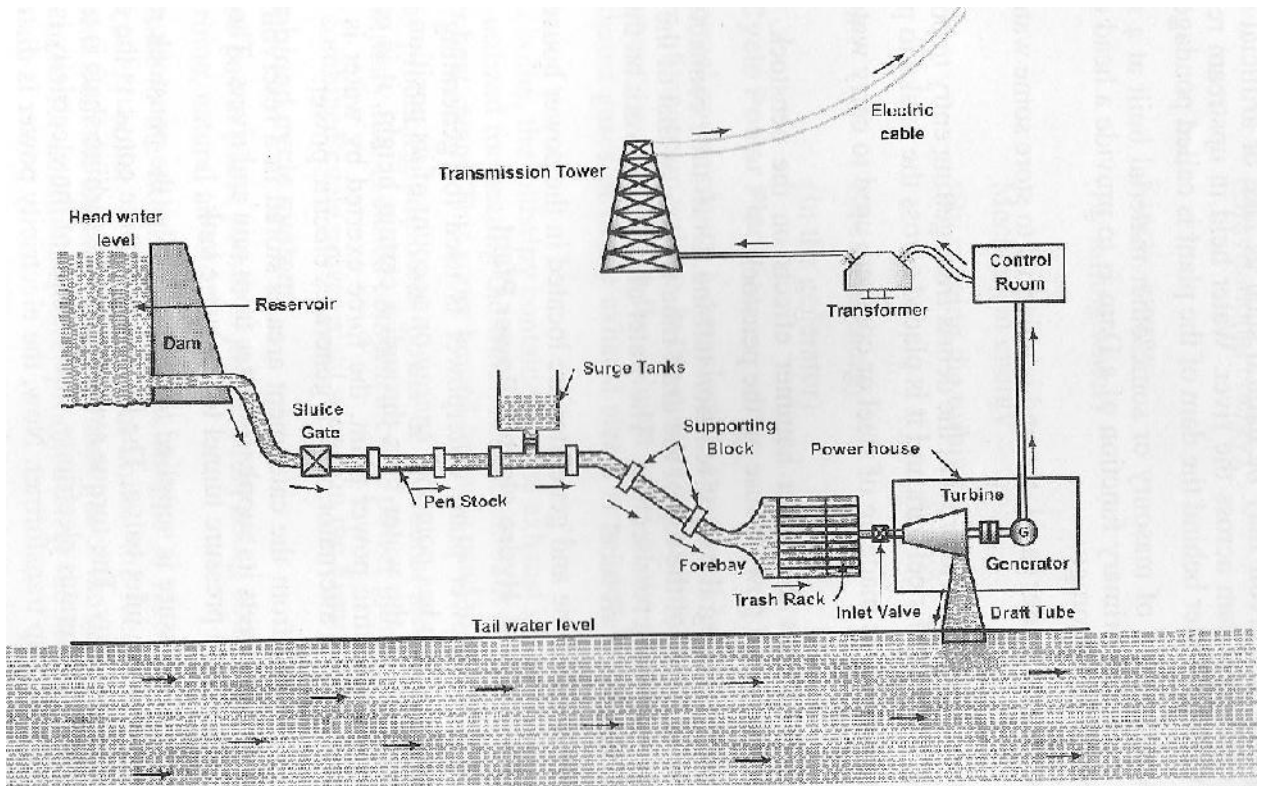 Electric
cable
Transmission Tower
Head water
level
Control
Room
Reservoir
Transformer
Dam
Surge Tanks
Sluice
Gate
Supporting
Block
Power house
Turbine
Pen Stock
G
Forebay
Generator
Trash Rack
Inlet Valve
Draft Tube
Tail water level